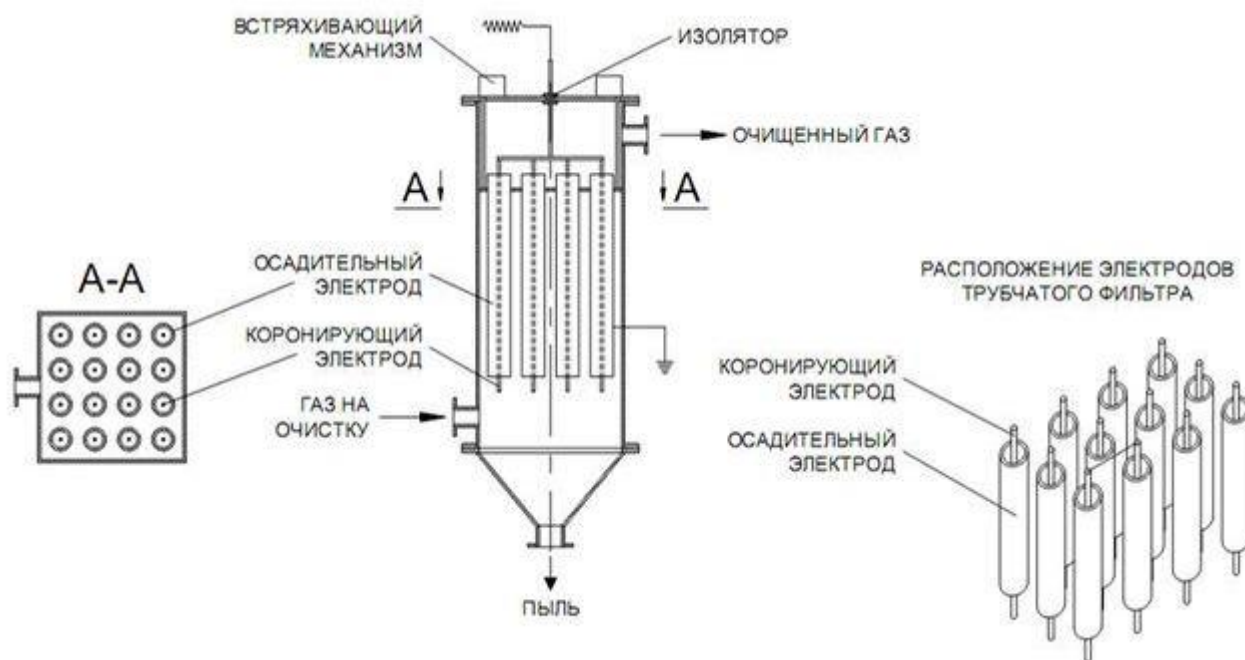 ВСТРЯХИВАЮЩИЙ
МЕХАНИЗМ
ИЗОЛЯТОР
ОЧИЩЕННЫЙ ГАЗ
А
А
А-А
ОСАДИТЕЛЬНЫЙ
ЭЛЕКТРОД
КОРОНИРУЮЩИЙ
ЭЛЕКТРОД
ГАЗ НА
ОЧИСТКУ
ПЫЛЬ
РАСПОЛОЖЕНИЕ ЭЛЕКТРОДОВ
ТРУБЧАТОГО ФИЛЬТРА
КОРОНИРУЮЩИЙ
ЭЛЕКТРОД
ОСАДИТЕЛЬНЫЙ
ЭЛЕКТРОД